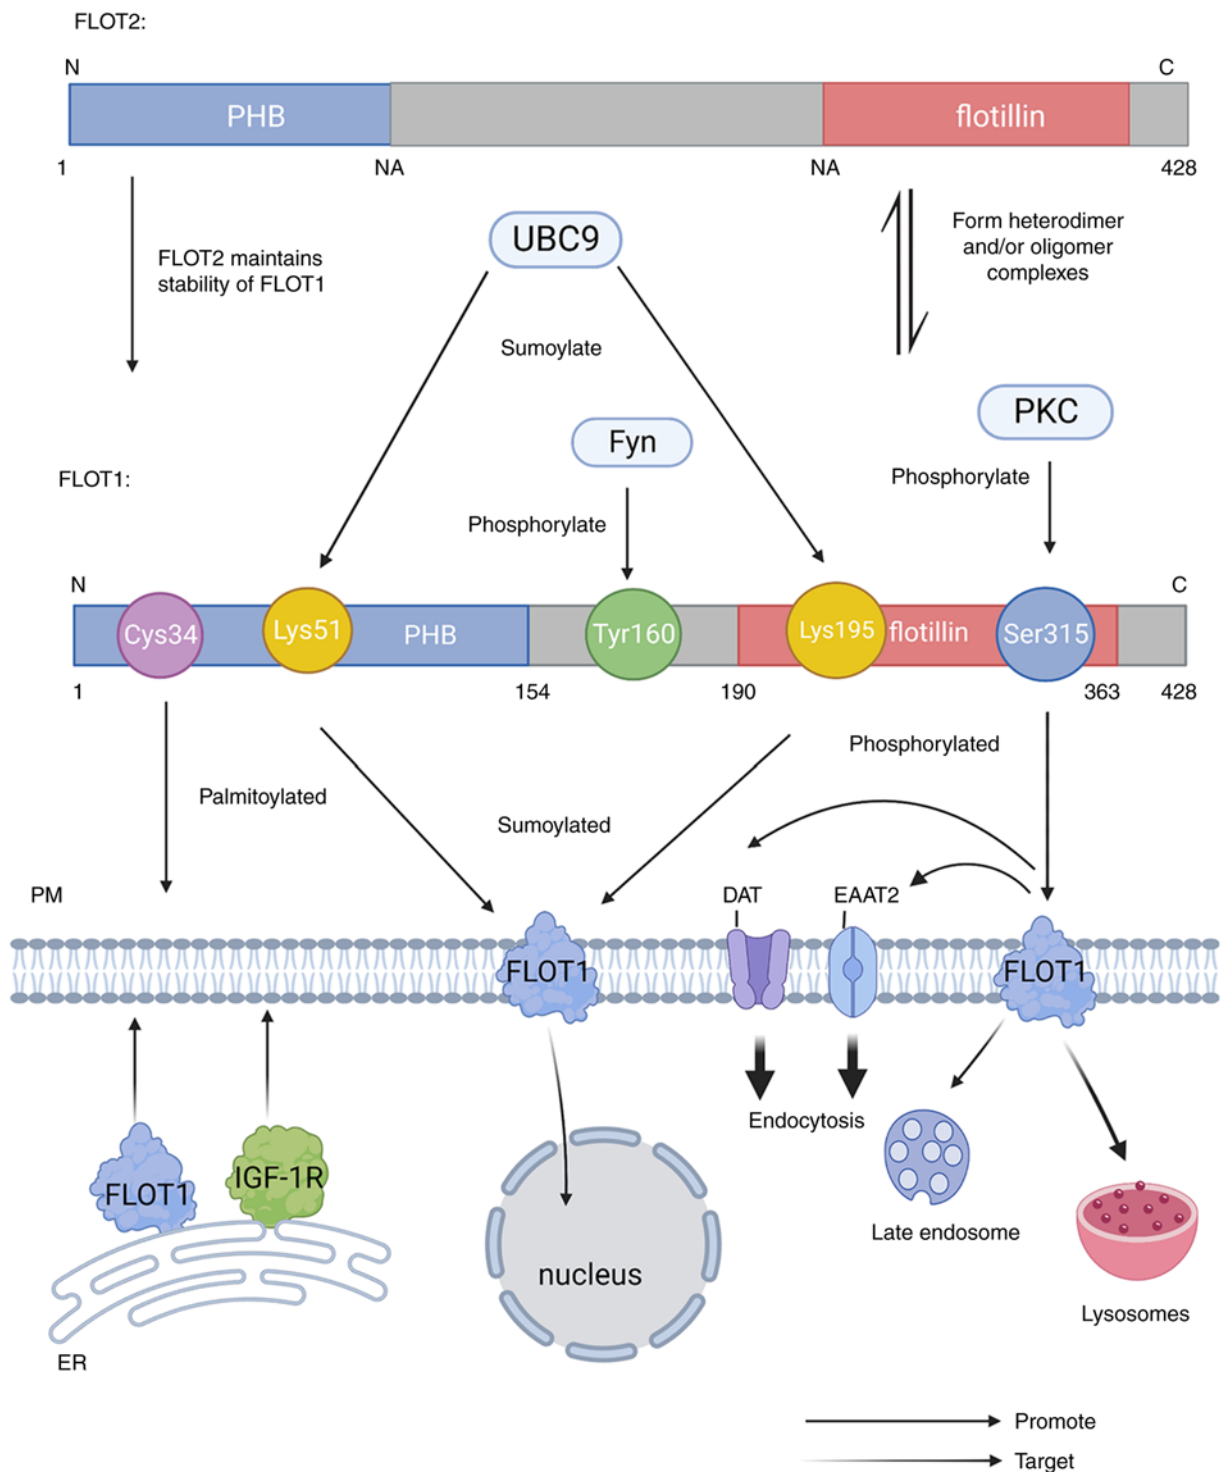 FLOT2:
N
C
PHB
flotillin
1
NA
NA
428
FLOT2 maintains
stability of FLOT1
UBC9
Form heterodimer
and/or oligomer
complexes
Sumoylate
PKC
Fyn
FLOT1:
Phosphorylate
Phosphorylate
N
C
Cys34
Lys51
PHB
Tyr160
Lys195
flotillin
Ser315
1
154
190
363
428
Phosphorylated
Palmitoylated
Sumoylated
PM
DAT
EAAT2
FLOT1
FLOT1
Endocytosis
FLOT1
IGF-1R
Late endosome
nucleus
Lysosomes
ER
Promote
Target